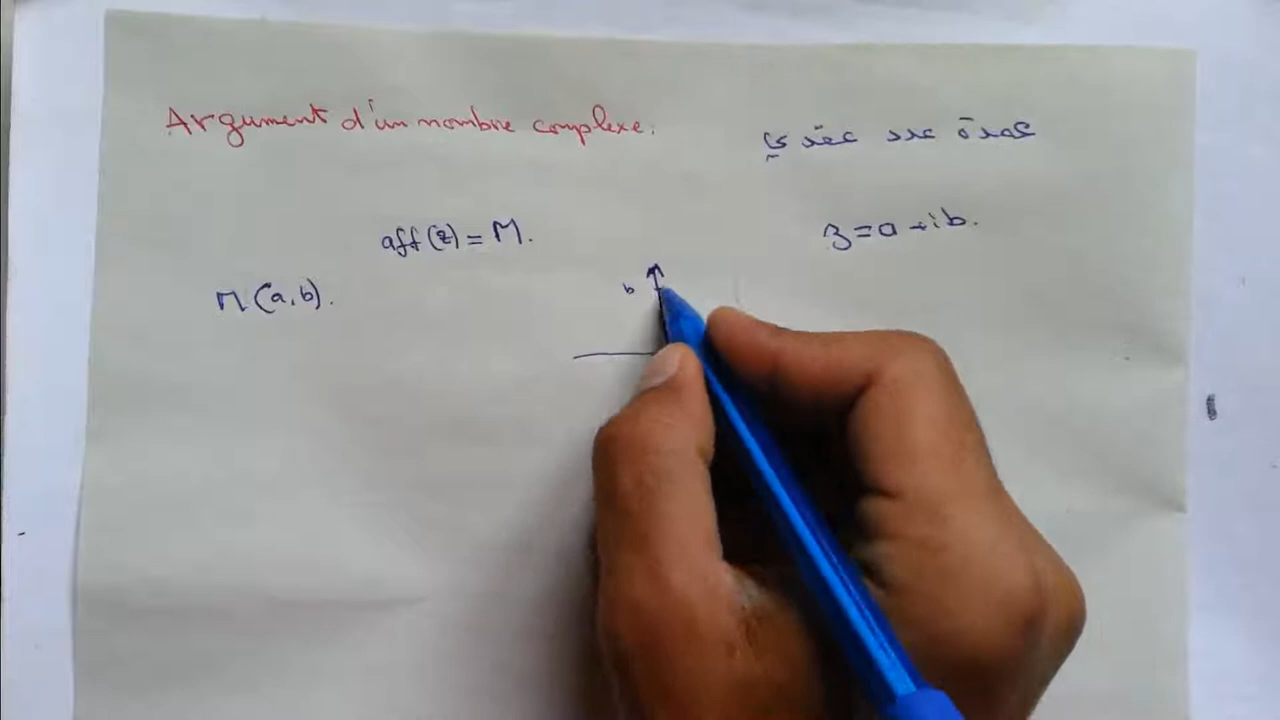 Argument d'un nombre complexe.
عمدة عدد عقدي
aff(z) = M.
z = a + ib.
M(a, b).
b